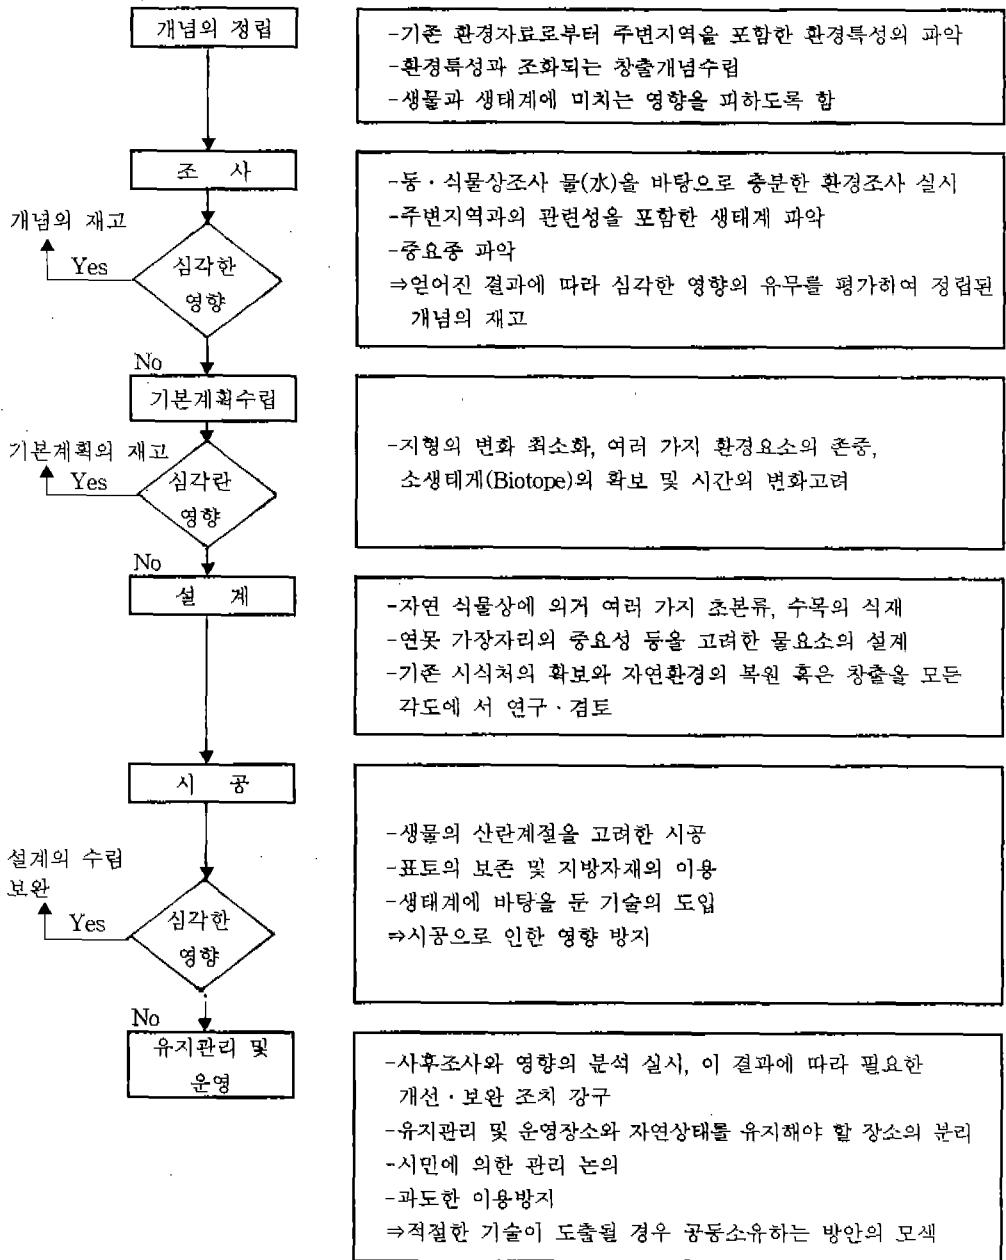 개념의 정립
-기존 환경자료로부터 주변지역을 포함한 환경특성의 파악
-환경특성과 조화되는 창출개념수립
-생물과 생태계에 미치는 영향을 피하도록 함
조 사
-동·식물상조사 물(水)을 바탕으로 충분한 환경조사 실시
-주변지역과의 관련성을 포함한 생태계 파악
-중요종 파악
⇒얻어진 결과에 따라 심각한 영향의 유무를 평가하여 정립된
개념의 재고
개념의 재고
Yes
심각한
영향
No
기본계획수립
기본계획의 재고
Yes
심각란
영향
-지형의 변화 최소화, 여러 가지 환경요소의 존중,
소생태게(Biotope)의 확보 및 시간의 변화고려
No
설 계
-자연 식물상에 의거 여러 가지 초본류, 수목의 식재
-연못 가장자리의 중요성 등을 고려한 물요소의 설계
-기존 시식처의 확보와 자연환경의 복원 혹은 창출을 모든
각도에 서 연구·검토
시 공
설계의 수립
보완
Yes
심각한
영향
-생물의 산란계절을 고려한 시공
-표토의 보존 및 지방자재의 이용
-생태계에 바탕을 둔 기술의 도입
⇒시공으로 인한 영향 방지
No
유지관리 및
운영
-사후조사와 영향의 분석 실시, 이 결과에 따라 필요한
개선·보완 조치 강구
-유지관리 및 운영장소와 자연상태를 유지해야 할 장소의 분리
-시민에 의한 관리 논의
-과도한 이용방지
⇒적절한 기술이 도출될 경우 공동소유하는 방안의 모색